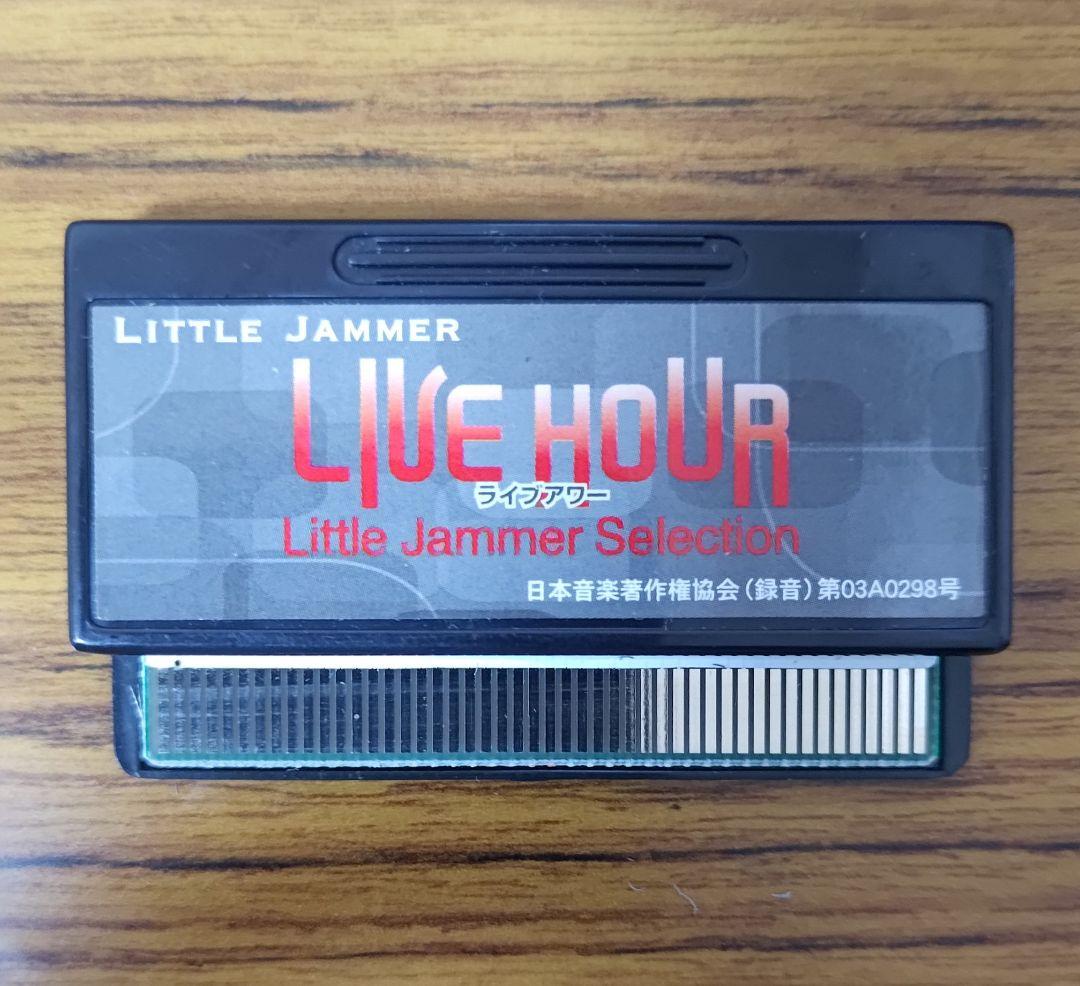 LITTLE JAMMER
LIVE HOUR
ライブアワー
Little Jammer Selection
日本音楽著作権協会(録音)第03A0298号